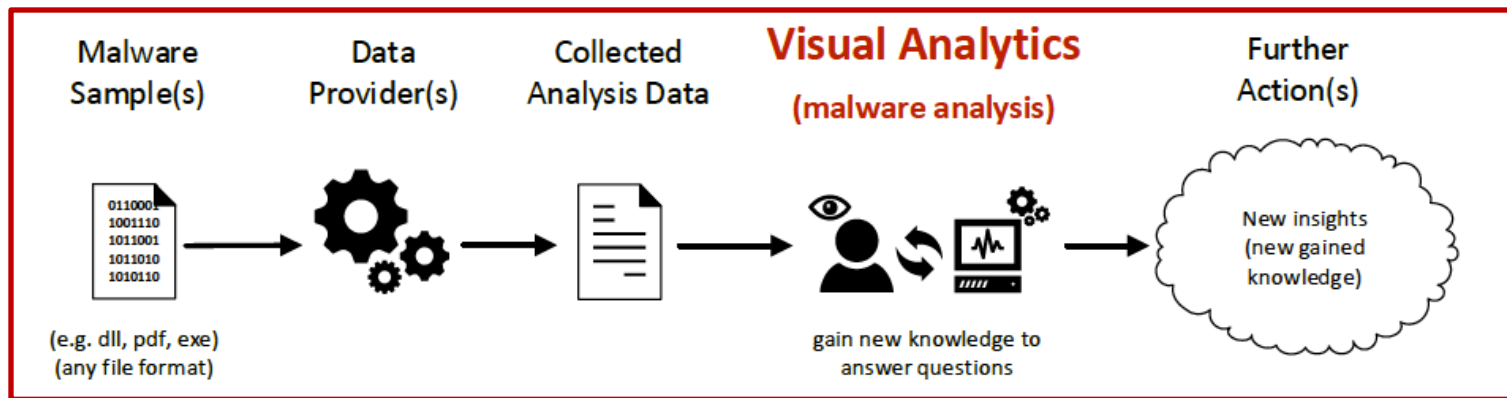 Malware
Sample(s)
Data
Provider(s)
Collected
Analysis Data
Visual Analytics
(malware analysis)
Further
Action(s)
0110001
1001110
1011001
1011010
1010110
New insights
(new gained
knowledge)
(e.g. dll, pdf, exe)
(any file format)
gain new knowledge to
answer questions